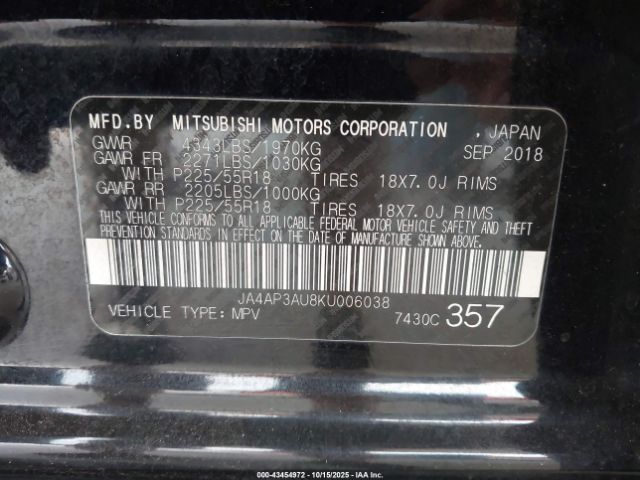 MFD.BY MITSUBISHI MOTORS CORPORATION , JAPAN
GVWR 4343LBS/1970KG SEP 2018
GAWR FR 2271LBS/1030KG
WITH P225/55R18 TIRES 18X7.0J RIMS
GAWR RR 2205LBS/1000KG
WITH P225/55R18 TIRES 18X7.0J RIMS
THIS VEHICLE CONFORMS TO ALL APPLICABLE FEDERAL MOTOR VEHICLE SAFETY AND THEFT
PREVENTION STANDARDS IN EFFECT ON THE DATE OF MANUFACTURE SHOWN ABOVE.
JA4AP3AU8KU006038
VEHICLE TYPE: MPV 7430C 357
000-43454972 - 10/15/2025 - IAAI.COM